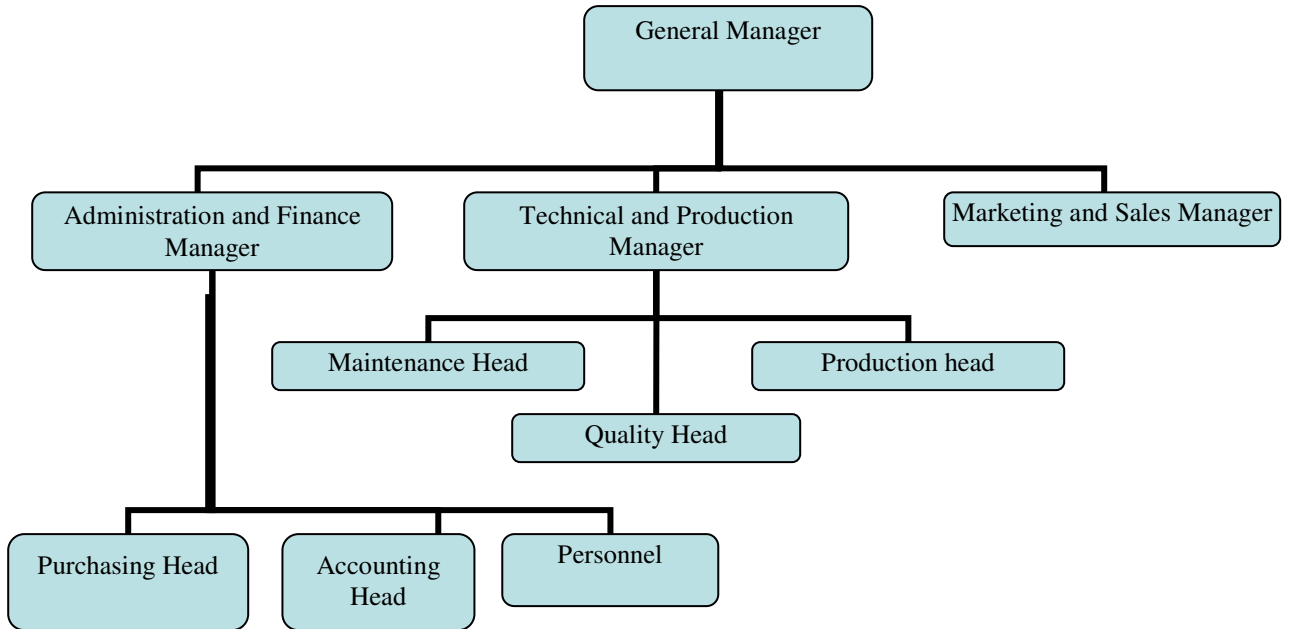 General Manager
Administration and Finance
Manager
Technical and Production
Manager
Marketing and Sales Manager
Maintenance Head
Production head
Quality Head
Purchasing Head
Accounting
Head
Personnel